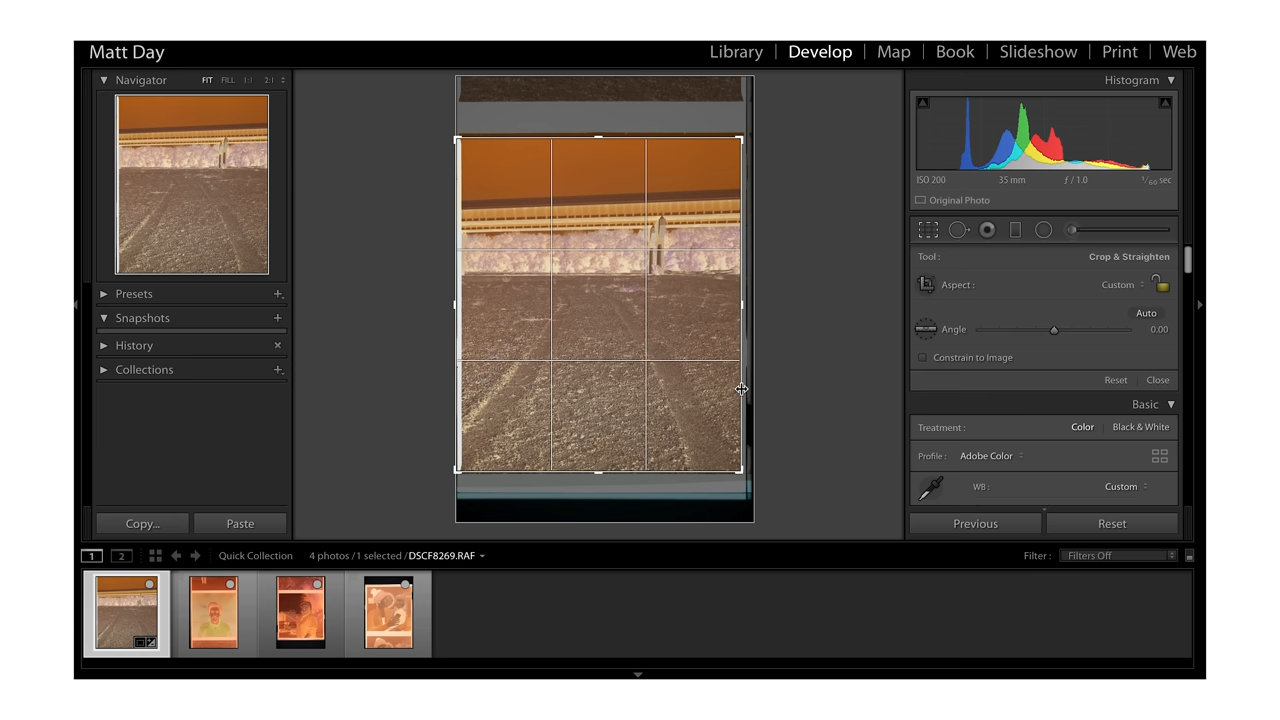 Matt Day
Library | Develop | Map | Book | Slideshow | Print | Web
Navigator FIT FILL 1:1 2:1
Histogram
ISO 200 35 mm ƒ / 1.0 1/60 sec
Original Photo
Tool : Crop & Straighten
Aspect : Custom
Auto
Angle 0.00
Constrain to Image
Reset Close
Basic
Treatment : Color | Black & White
Profile : Adobe Color
WB : Custom
Previous Reset
Presets
Snapshots
History
Collections
Copy... Paste
1 2 Quick Collection 4 photos / 1 selected / DSCF8269.RAF
Filter : Filters Off